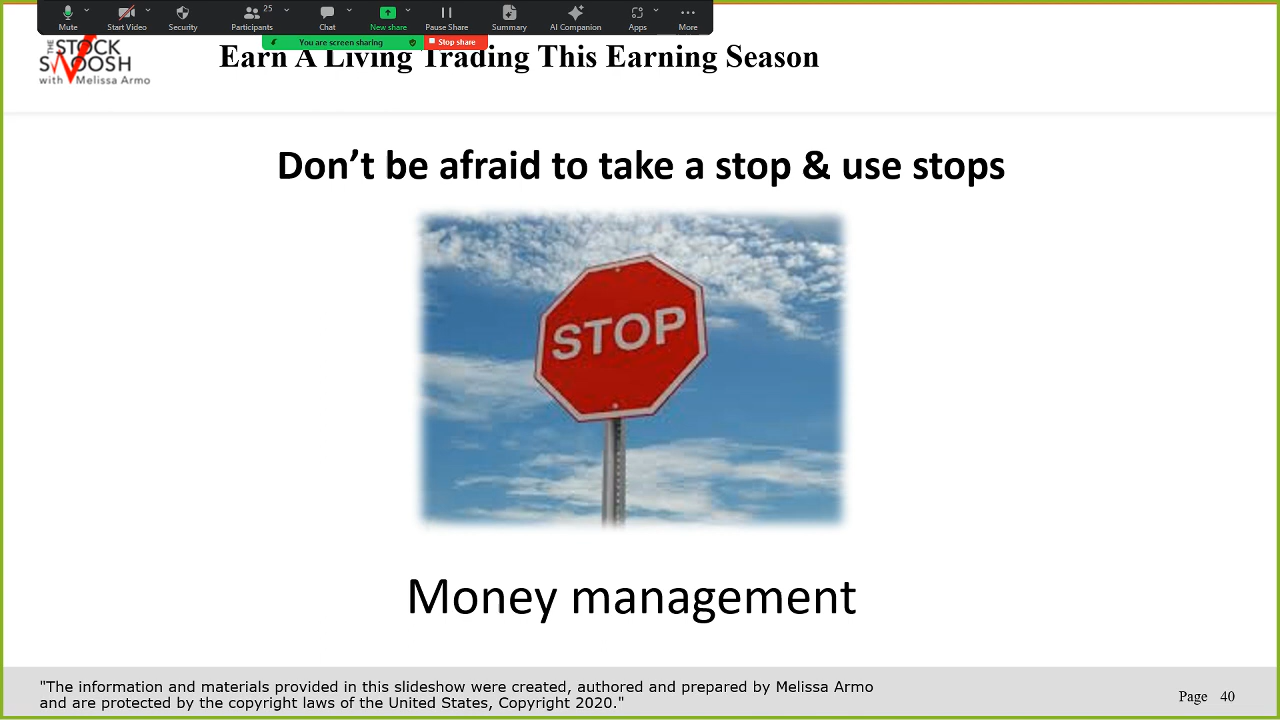 Mute
Start Video
Security
Participants
25
Chat
New share
Pause Share
Summary
AI Companion
Apps
More
You are screen sharing
Stop share
THE STOCK
SWOOSH
with Melissa Armo
Earn A Living Trading This Earning Season
Don’t be afraid to take a stop & use stops
STOP
Money management
"The information and materials provided in this slideshow were created, authored and prepared by Melissa Armo
and are protected by the copyright laws of the United States, Copyright 2020."
Page 40